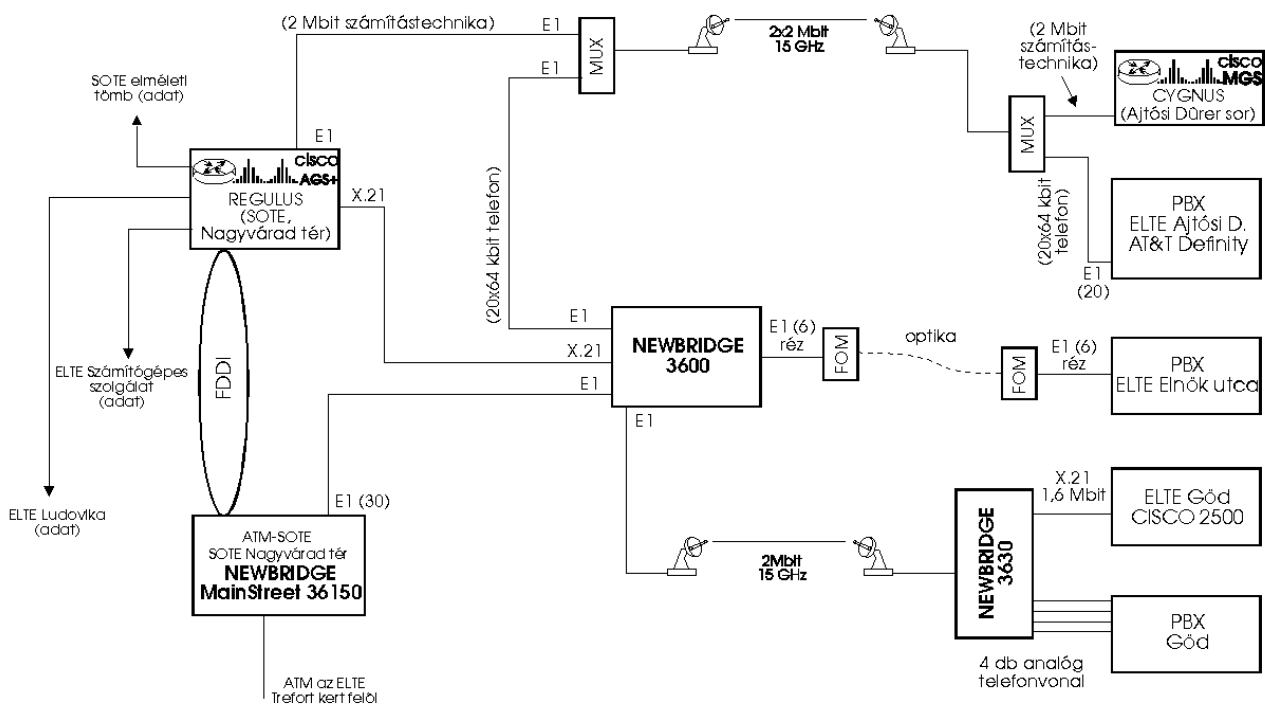 (2 Mbit számítástechnika)
E1
E1
MUX
2x2 Mbit
15 GHz
(2 Mbit
számítás-
technika)
cisco
MGS
CYGNUS
(Ajtósi Dürer sor)
MUX
SOTE elméleti
tömb (adat)
E1
cisco
AGS+
REGULUS
(SOTE,
Nagyvárad tér)
X.21
(20x64 kbit telefon)
(20x64 kbit
telefon)
PBX
ELTE Ajtósi D.
AT&T Definity
E1
(20)
FDDI
ELTE Számítógépes
szolgálat
(adat)
ELTE Ludovika
(adat)
E1
X.21
E1
NEWBRIDGE
3600
E1
E1 (6)
réz
FOM
optika
FOM
E1 (6)
réz
PBX
ELTE Elnök utca
E1 (30)
ATM-SOTE
SOTE Nagyvárad tér
NEWBRIDGE
MainStreet 36150
ATM az ELTE
Trefort kert felöl
2Mbit
15 GHz
NEWBRIDGE
3630
X.21
1,6 Mbit
ELTE Göd
CISCO 2500
PBX
Göd
4 db analóg
telefonvonal